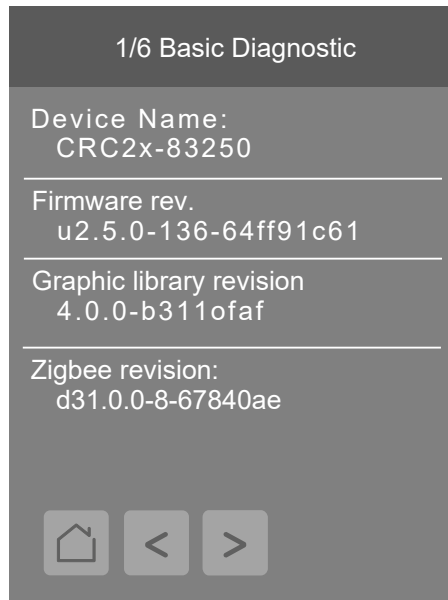 1/6 Basic Diagnostic
Device Name:
CRC2x-83250
Firmware rev.
u2.5.0-136-64ff91c61
Graphic library revision
4.0.0-b311ofaf
Zigbee revision:
d31.0.0-8-67840ae
< >